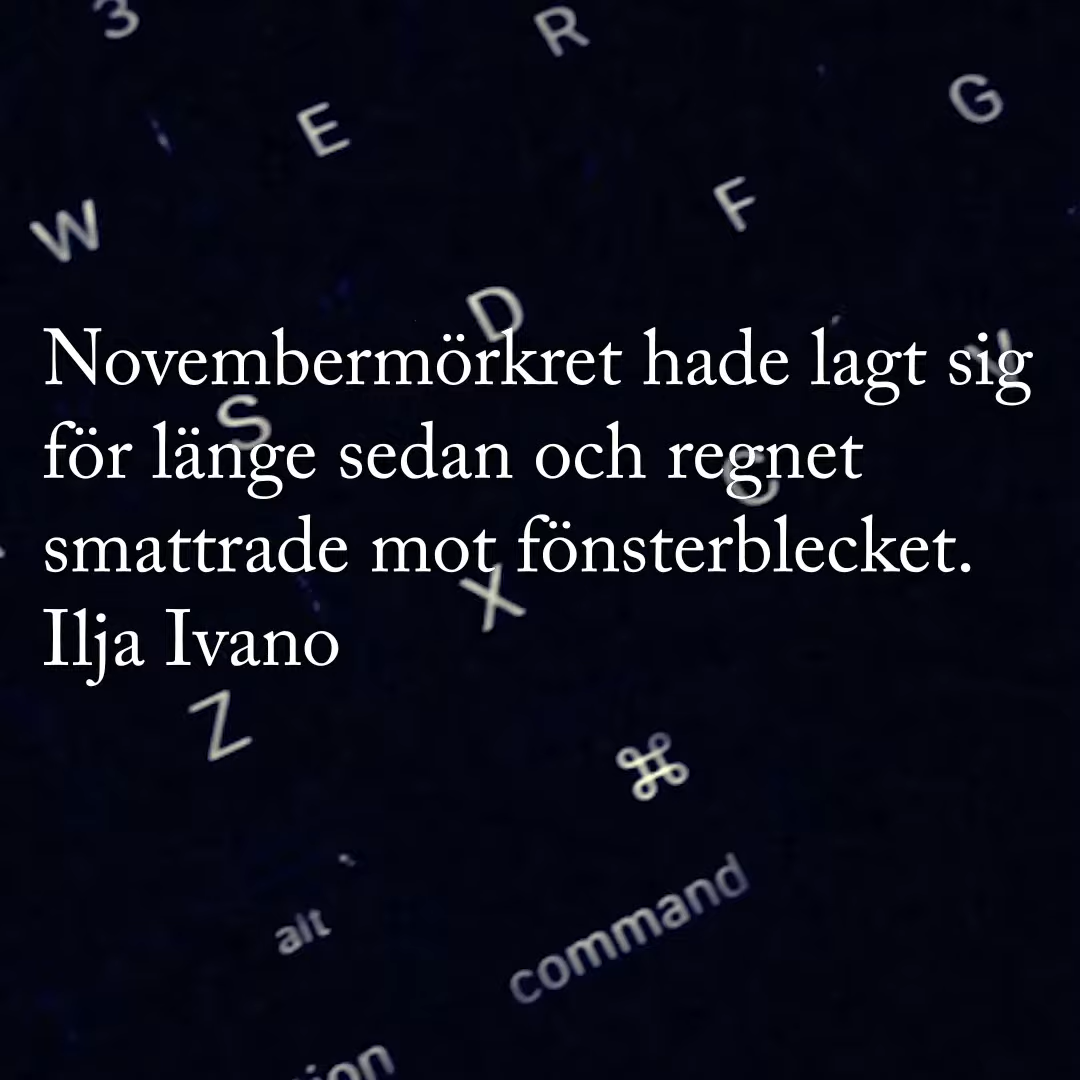 3
R
G
E
F
W
D
Novembermörkret hade lagt sig
V
S
för länge sedan och regnet
C
smattrade mot fönsterblecket.
X
Ilja Ivano
Z
⌘
alt
command